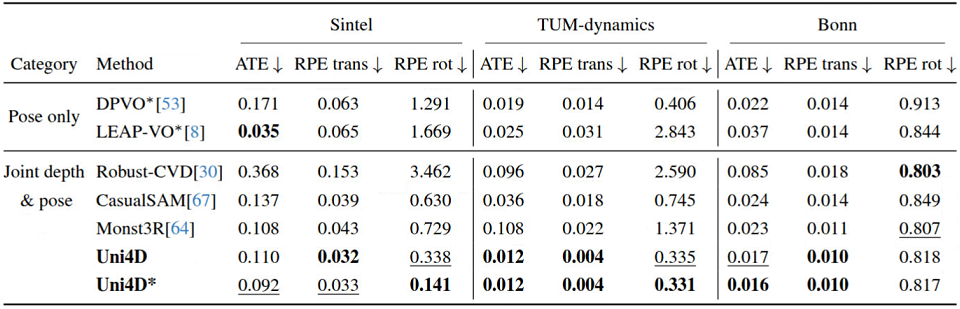 Sintel TUM-dynamics Bonn
Category Method ATE ↓ RPE trans ↓ RPE rot ↓ ATE ↓ RPE trans ↓ RPE rot ↓ ATE ↓ RPE trans ↓ RPE rot ↓
Pose only
DPVO*[53] 0.171 0.063 1.291 0.019 0.014 0.406 0.022 0.014 0.913
LEAP-VO*[8] 0.035 0.065 1.669 0.025 0.031 2.843 0.037 0.014 0.844
Joint depth Robust-CVD[30] 0.368 0.153 3.462 0.096 0.027 2.590 0.085 0.018 0.803
& pose CasualSAM[67] 0.137 0.039 0.630 0.036 0.018 0.745 0.024 0.014 0.849
Monst3R[64] 0.108 0.043 0.729 0.108 0.022 1.371 0.023 0.011 0.807
Uni4D 0.110 0.032 0.338 0.012 0.004 0.335 0.017 0.010 0.818
Uni4D* 0.092 0.033 0.141 0.012 0.004 0.331 0.016 0.010 0.817